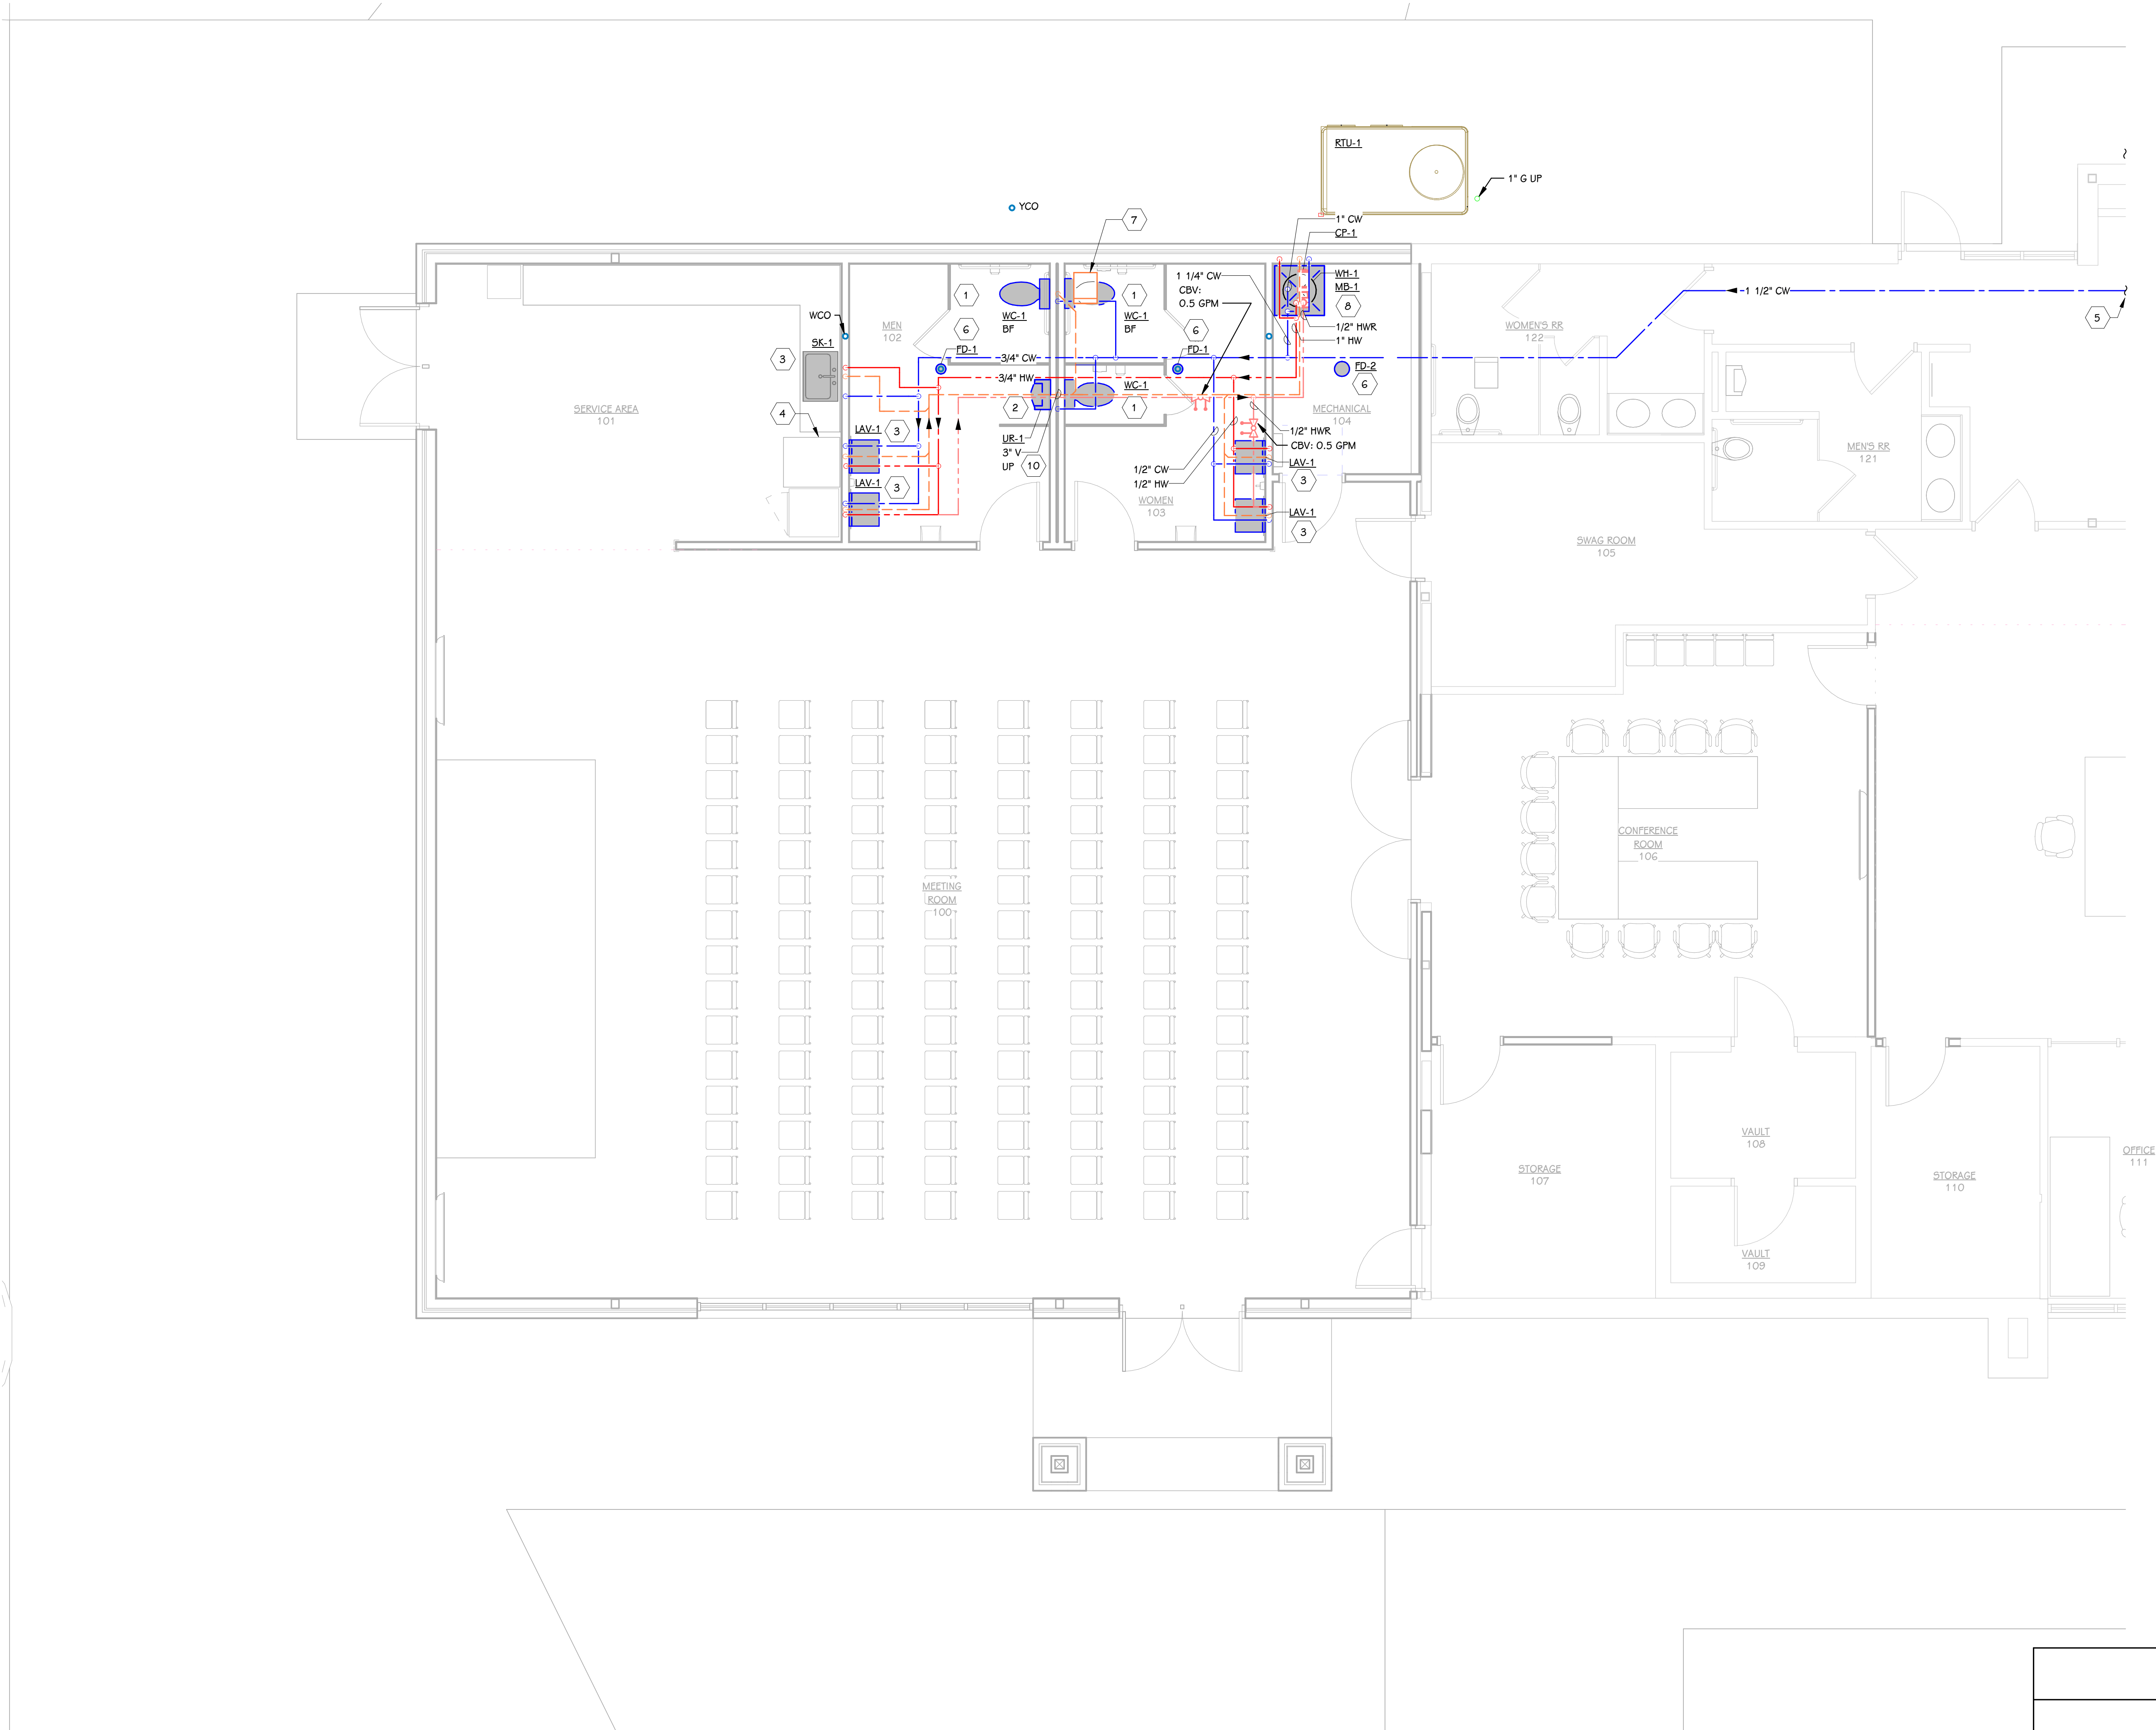 RTU-1
1" G UP
YCO
7
1" CW
CP-1
1 1/4" CW
CBV:
0.5 GPM
WH-1
MB-1
8
1/2" HWR
1" HW
1 1/2" CW
5
WCO
SK-1
3
MEN
102
1
6
WC-1
BF
1
WC-1
BF
6
WOMEN'S RR
122
FD-1
3/4" CW
FD-1
FD-2
6
3/4" HW
WC-1
1
2
SERVICE AREA
101
4
MECHANICAL
104
LAV-1
3
UR-1
3" V
UP
10
1/2" HWR
CBV: 0.5 GPM
MEN'S RR
121
LAV-1
3
1/2" CW
1/2" HW
LAV-1
3
WOMEN
103
LAV-1
3
SWAG ROOM
105
CONFERENCE
ROOM
106
MEETING
ROOM
100
VAULT
108
STORAGE
107
STORAGE
110
OFFICE
111
VAULT
109